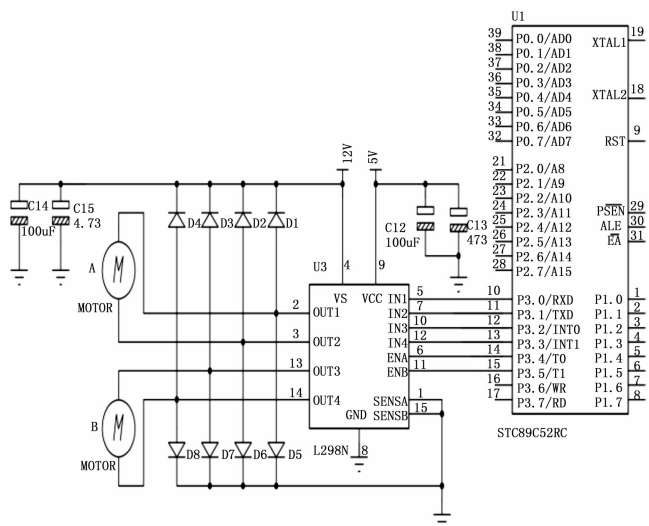 U1
39 P0.0/AD0 XTAL1 19
38 P0.1/AD1
37 P0.2/AD2
36 P0.3/AD3
35 P0.4/AD4 XTAL2 18
34 P0.5/AD5
33 P0.6/AD6
32 P0.7/AD7 RST 9
21 P2.0/A8
22 P2.1/A9
23 P2.2/A10
24 P2.3/A11 PSEN 29
25 P2.4/A12 ALE 30
26 P2.5/A13 EA 31
27 P2.6/A14
28 P2.7/A15
10 P3.0/RXD P1.0 1
11 P3.1/TXD P1.1 2
12 P3.2/INT0 P1.2 3
13 P3.3/INT1 P1.3 4
14 P3.4/T0 P1.4 5
15 P3.5/T1 P1.5 6
16 P3.6/WR P1.6 7
17 P3.7/RD P1.7 8
STC89C52RC
12V
5V
C14
100uF
C15
4.73
D4 D3 D2 D1
C12
100uF
C13
473
A
M
MOTOR
U3
4 9
VS VCC
2 OUT1
3 OUT2
13 OUT3
14 OUT4
IN1 5
IN2 7
IN3 10
IN4 12
ENA 6
ENB 11
SENSA 1
SENSB 15
GND
8
L298N
B
M
MOTOR
D8 D7 D6 D5